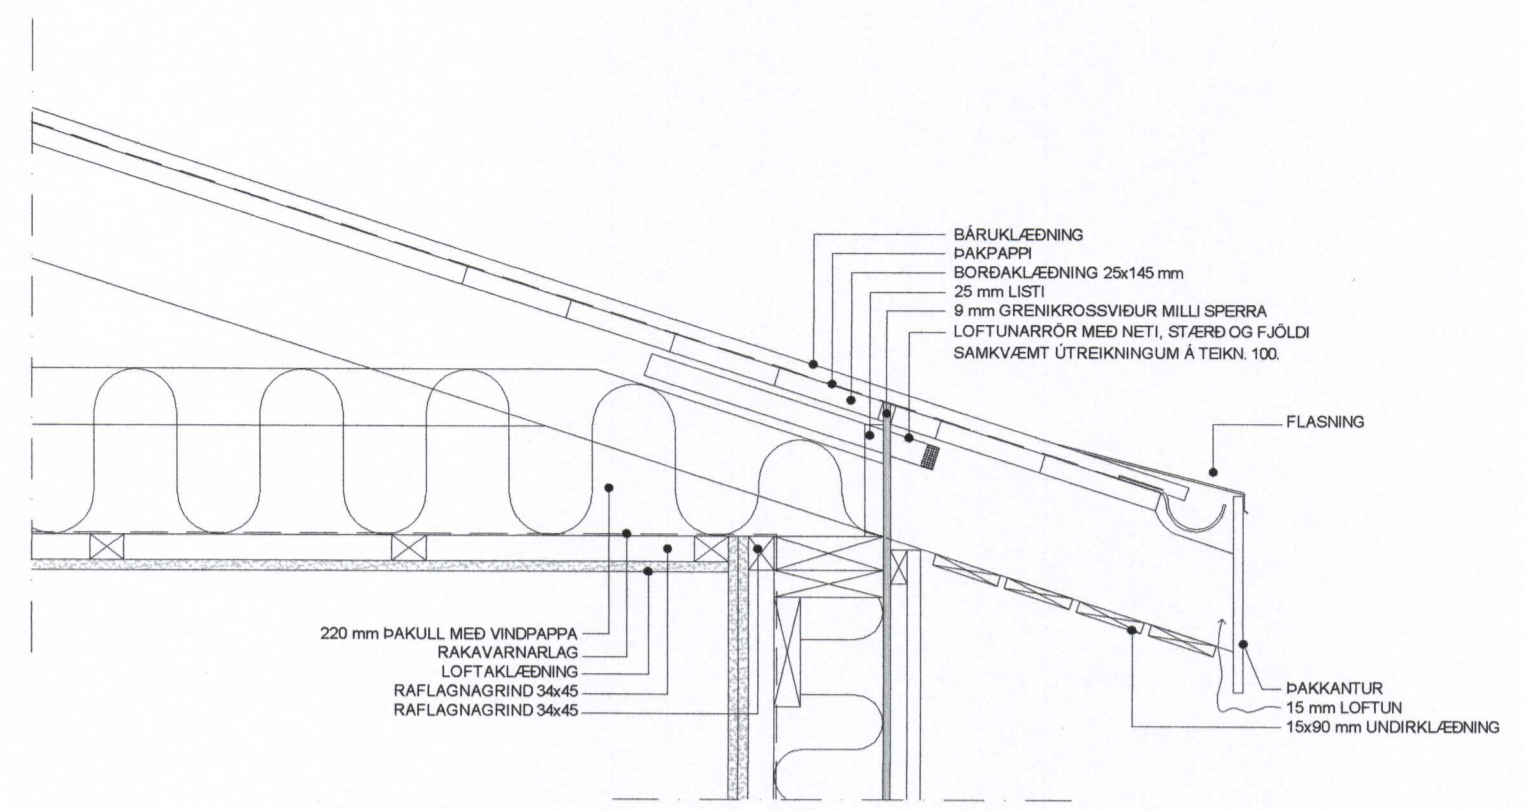 BÁRUKLÆÐNING
ÞAKPAPPI
BORÐAKLÆÐNING 25x145 mm
25 mm LISTI
9 mm GRENIKROSSVIÐUR MILLI SPERRA
LOFTUNARRÖR MEÐ NETI, STÆRÐ OG FJÖLDI
SAMKVÆMT ÚTREIKNINGUM Á TEIKN. 100.
FLASNING
220 mm ÞAKULL MEÐ VINDPAPPA
RAKAVARNARLAG
LOFTAKLÆÐNING
RAFLAGNAGRIND 34x45
RAFLAGNAGRIND 34x45
ÞAKKANTUR
15 mm LOFTUN
15x90 mm UNDIRKLÆÐNING